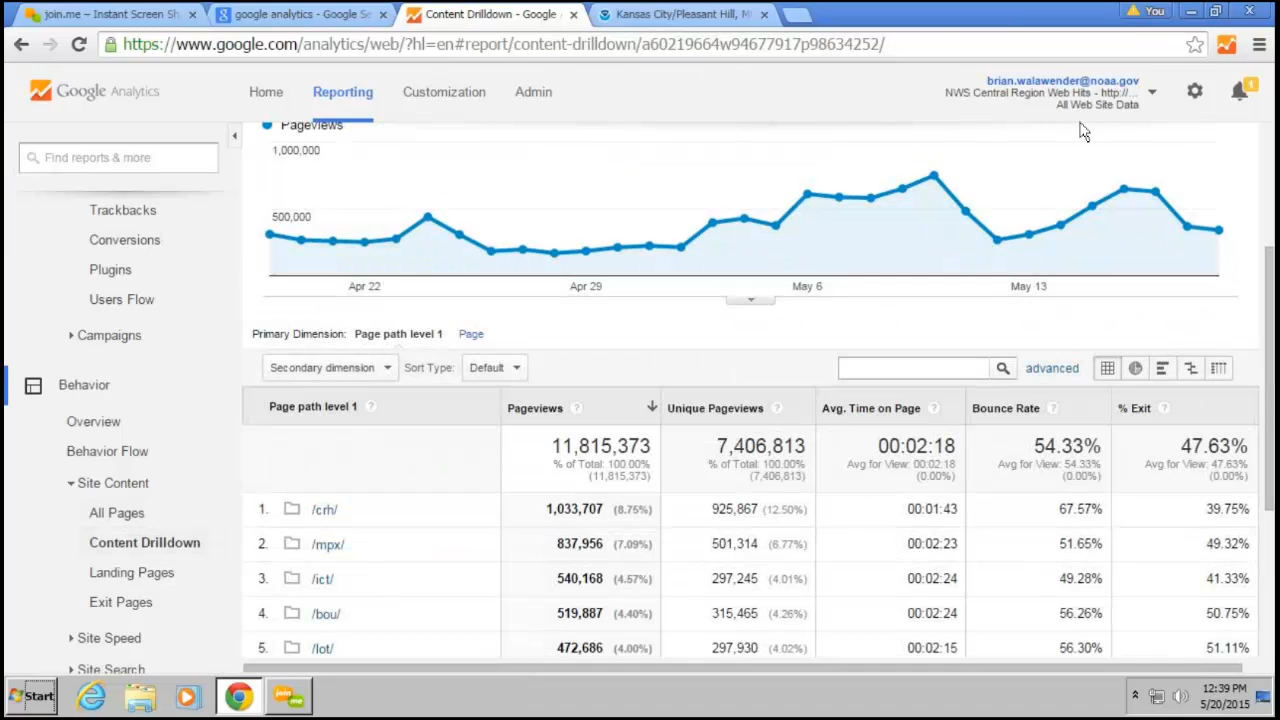 join.me – Instant Screen Sh
google analytics - Google Se
Content Drilldown - Google
Kansas City/Pleasant Hill, M
You
https://www.google.com/analytics/web/?hl=en#report/content-drilldown/a60219664w94677917p98634252/
Google Analytics
Home
Reporting
Customization
Admin
brian.walawender@noaa.gov
NWS Central Region Web Hits - http://...
All Web Site Data
1
Find reports & more
Trackbacks
Conversions
Plugins
Users Flow
Campaigns
Behavior
Overview
Behavior Flow
Site Content
All Pages
Content Drilldown
Landing Pages
Exit Pages
Site Speed
Site Search
Pageviews
1,000,000
500,000
Apr 22 Apr 29 May 6 May 13
Primary Dimension: Page path level 1 Page
Secondary dimension Sort Type: Default advanced
Page path level 1 ? Pageviews ? Unique Pageviews ? Avg. Time on Page ? Bounce Rate ? % Exit ?
11,815,373 7,406,813 00:02:18 54.33% 47.63%
% of Total: 100.00% % of Total: 100.00% Avg for View: 00:02:18 Avg for View: 54.33% Avg for View: 47.63%
(11,815,373) (7,406,813) (0.00%) (0.00%) (0.00%)
1. /crh/ 1,033,707 (8.75%) 925,867 (12.50%) 00:01:43 67.57% 39.75%
2. /mpx/ 837,956 (7.09%) 501,314 (6.77%) 00:02:23 51.65% 49.32%
3. /ict/ 540,168 (4.57%) 297,245 (4.01%) 00:02:24 49.28% 41.33%
4. /bou/ 519,887 (4.40%) 315,465 (4.26%) 00:02:24 56.26% 50.75%
5. /lot/ 472,686 (4.00%) 297,930 (4.02%) 00:02:15 56.30% 51.11%
Start
join me
12:39 PM
5/20/2015